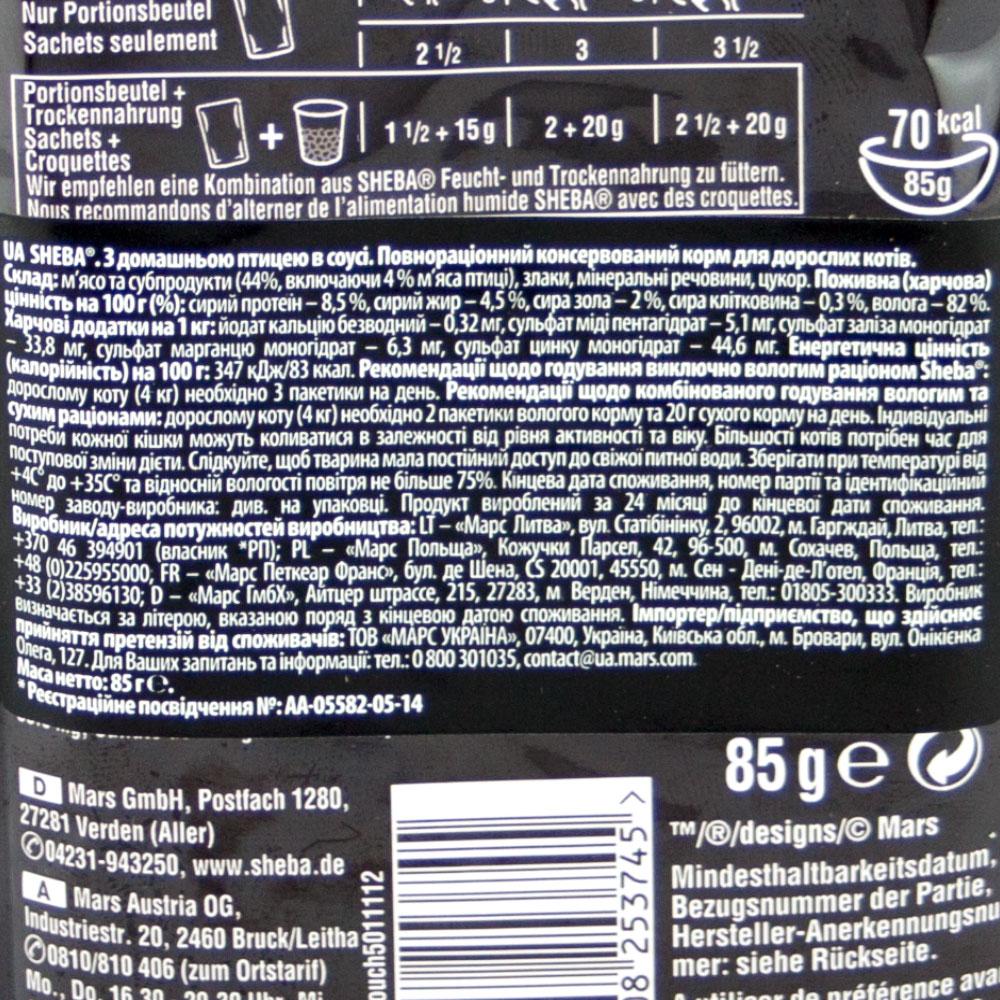 Nur Portionsbeutel
Sachets seulement
2 1/2 | 3 | 3 1/2
Portionsbeutel +
Trockennahrung
Sachets +
Croquettes
+
1 1/2 + 15 g | 2 + 20 g | 2 1/2 + 20 g
Wir empfehlen eine Kombination aus SHEBA® Feucht- und Trockennahrung zu füttern.
Nous recommandons d'alterner de l'alimentation humide SHEBA® avec des croquettes.
70 kcal
85g
UA SHEBA®. З домашньою птицею в соусі. Повнораціонний консервований корм для дорослих котів.
Склад: м'ясо та субпродукти (44%, включаючи 4 % м'яса птиці), злаки, мінеральні речовини, цукор. Поживна (харчова)
цінність на 100 г (%): сирий протеїн – 8,5 %, сирий жир – 4,5 %, сира зола – 2 %, сира клітковина – 0,3 %, волога – 82 %.
Харчові додатки на 1 кг: йодат кальцію безводний – 0,32 мг, сульфат міді пентагідрат – 5,1 мг, сульфат заліза моногідрат
– 33,8 мг, сульфат марганцю моногідрат – 6,3 мг, сульфат цинку моногідрат – 44,6 мг. Енергетична цінність
(калорійність) на 100 г: 347 кДж/83 ккал. Рекомендації щодо годування виключно вологим раціоном Sheba®:
дорослому коту (4 кг) необхідно 3 пакетики на день. Рекомендації щодо комбінованого годування вологим та
сухим раціонами: дорослому коту (4 кг) необхідно 2 пакетики вологого корму та 20 г сухого корму на день. Індивідуальні
потреби кожної кішки можуть коливатися в залежності від рівня активності та віку. Більшості котів потрібен час для
поступової зміни дієти. Слідкуйте, щоб тварина мала постійний доступ до свіжої питної води. Зберігати при температурі від
+4C° до +35C° та відносній вологості повітря не більше 75%. Кінцева дата споживання, номер партії та ідентифікаційний
номер заводу-виробника: див. на упаковці. Продукт вироблений за 24 місяці до кінцевої дати споживання.
Виробник/адреса потужностей виробництва: LT – «Марс Литва», вул. Статібінінку, 2, 96002, м. Гаргждай, Литва, тел.:
+370 46 394901 (власник *РП); PL – «Марс Польща», Кожучки Парсел, 42, 96-500, м. Сохачев, Польща, тел.:
+48 (0)225955000; FR – «Марс Петкеар Франс», бул. де Шена, CS 20001, 45550, м. Сен - Дені-де-Л'отел, Франція, тел.:
+33 (2)38596130; D – «Марс ГмбХ», Айтцер штрассе, 215, 27283, м Верден, Німеччина, тел.: 01805-300333. Виробник
визначається за літерою, вказаною поряд з кінцевою датою споживання. Імпортер/підприємство, що здійснює
прийняття претензій від споживачів: ТОВ «МАРС УКРАЇНА», 07400, Україна, Київська обл., м. Бровари, вул. Онікієнка
Олега, 127. Для Ваших запитань та інформації: тел.: 0 800 301035, contact@ua.mars.com.
Маса нетто: 85 г ℮.
* Реєстраційне посвідчення №: АА-05582-05-14
85 g ℮
D Mars GmbH, Postfach 1280,
27281 Verden (Aller)
✆04231-943250, www.sheba.de
A Mars Austria OG,
Industriestr. 20, 2460 Bruck/Leitha
✆0810/810 406 (zum Ortstarif)
ouch5011112
08 253745 >
TM/®/designs/© Mars
Mindesthaltbarkeitsdatum,
Bezugsnummer der Partie,
Hersteller-Anerkennungsnu
mer: siehe Rückseite.